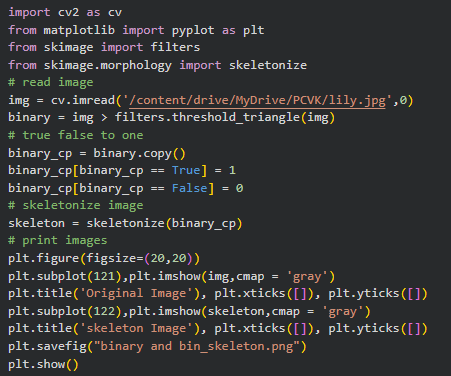 import cv2 as cv
from matplotlib import pyplot as plt
from skimage import filters
from skimage.morphology import skeletonize
# read image
img = cv.imread('/content/drive/MyDrive/PCVK/lily.jpg',0)
binary = img > filters.threshold_triangle(img)
# true false to one
binary_cp = binary.copy()
binary_cp[binary_cp == True] = 1
binary_cp[binary_cp == False] = 0
# skeletonize image
skeleton = skeletonize(binary_cp)
# print images
plt.figure(figsize=(20,20))
plt.subplot(121),plt.imshow(img,cmap = 'gray')
plt.title('Original Image'), plt.xticks([]), plt.yticks([])
plt.subplot(122),plt.imshow(skeleton,cmap = 'gray')
plt.title('skeleton Image'), plt.xticks([]), plt.yticks([])
plt.savefig("binary and bin_skeleton.png")
plt.show()